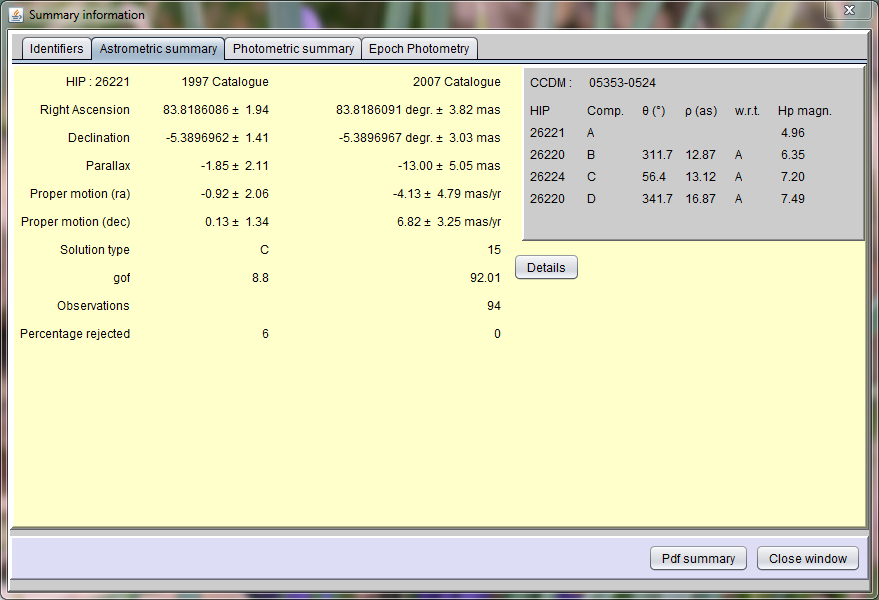 Summary information
Identifiers Astrometric summary Photometric summary Epoch Photometry
HIP : 26221 1997 Catalogue 2007 Catalogue
Right Ascension 83.8186086 ± 1.94 83.8186091 degr. ± 3.82 mas
Declination -5.3896962 ± 1.41 -5.3896967 degr. ± 3.03 mas
Parallax -1.85 ± 2.11 -13.00 ± 5.05 mas
Proper motion (ra) -0.92 ± 2.06 -4.13 ± 4.79 mas/yr
Proper motion (dec) 0.13 ± 1.34 6.82 ± 3.25 mas/yr
Solution type C 15
gof 8.8 92.01
Observations 94
Percentage rejected 6 0
CCDM : 05353-0524
HIP Comp. θ (°) ρ (as) w.r.t. Hp magn.
26221 A 4.96
26220 B 311.7 12.87 A 6.35
26224 C 56.4 13.12 A 7.20
26220 D 341.7 16.87 A 7.49
Details
Pdf summary Close window